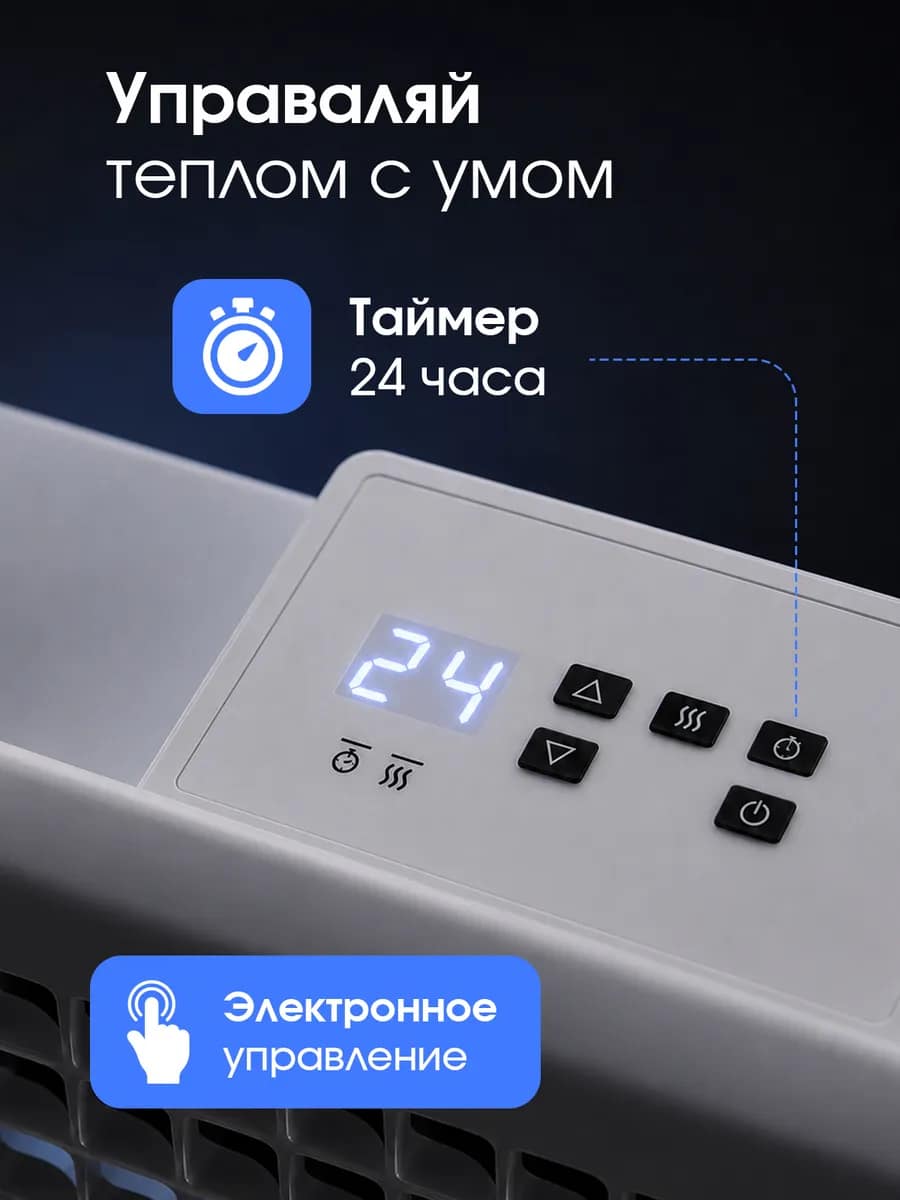 Управаляй
теплом с умом
Таймер
24 часа
24
Электронное
управление